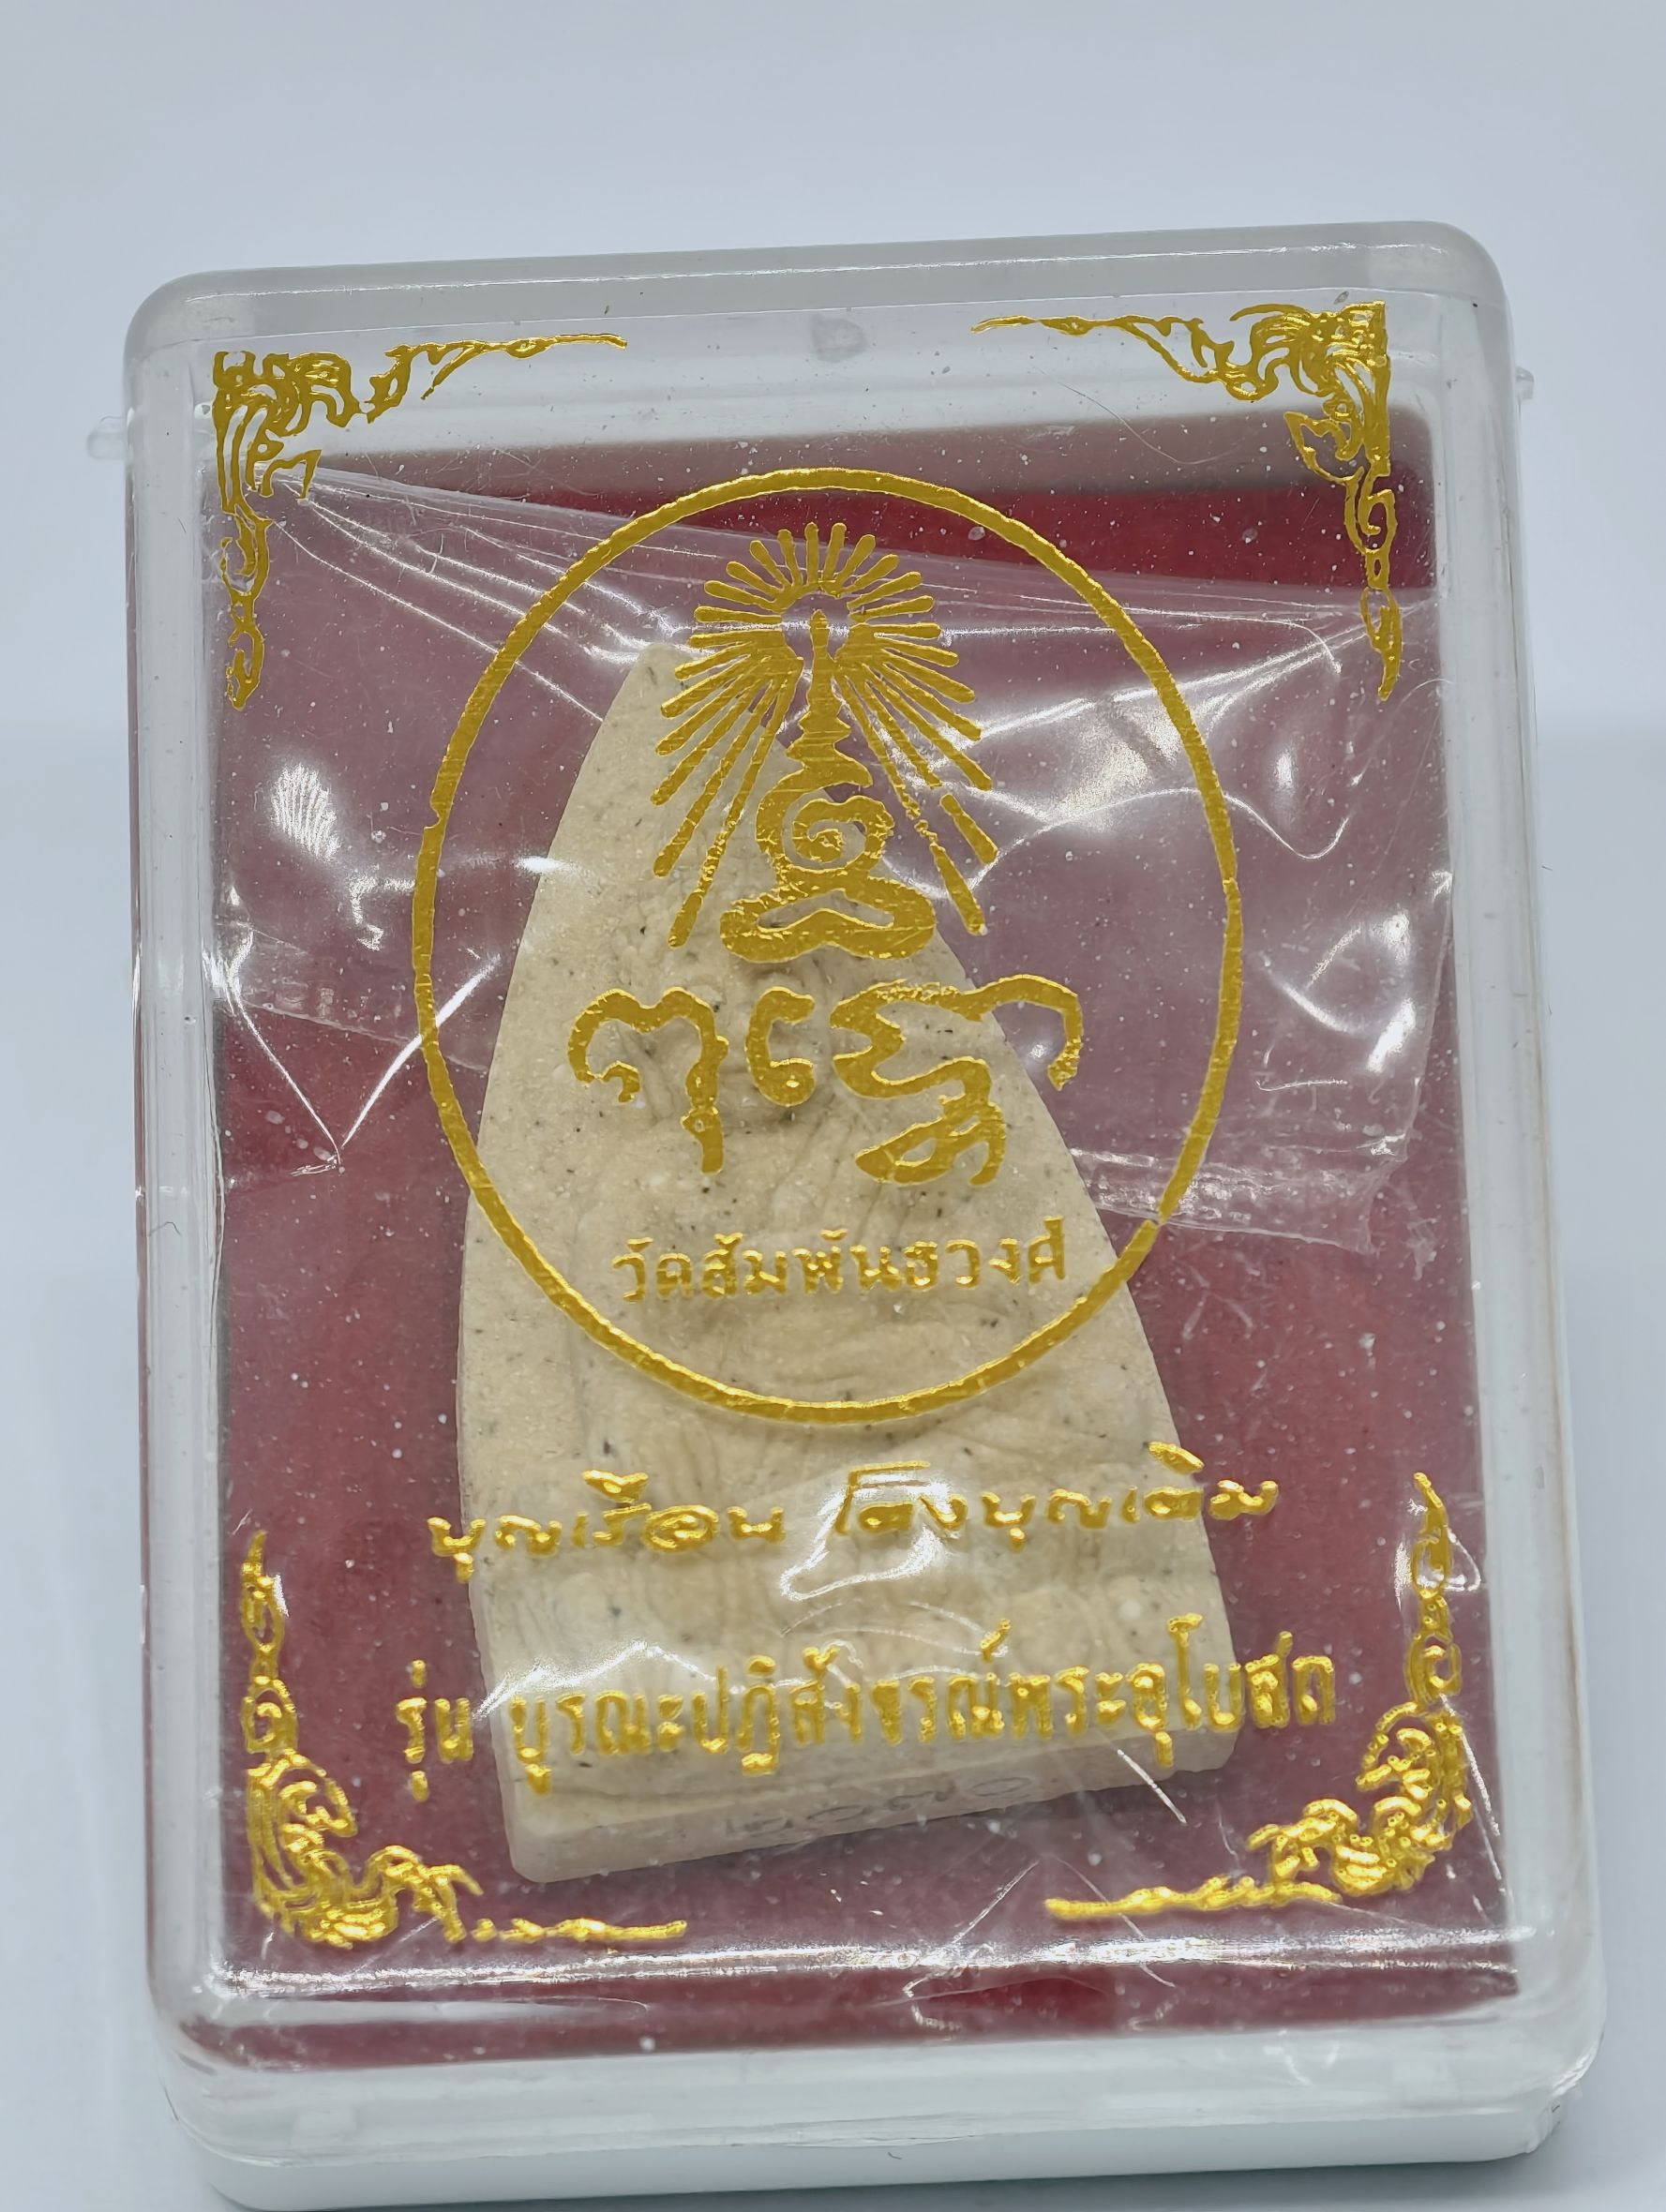 วัดสัมพันธวงศ์
บุญเรือน โตงบุญเติม
รุ่น บูรณะปฏิสังขรณ์พระอุโบสถ